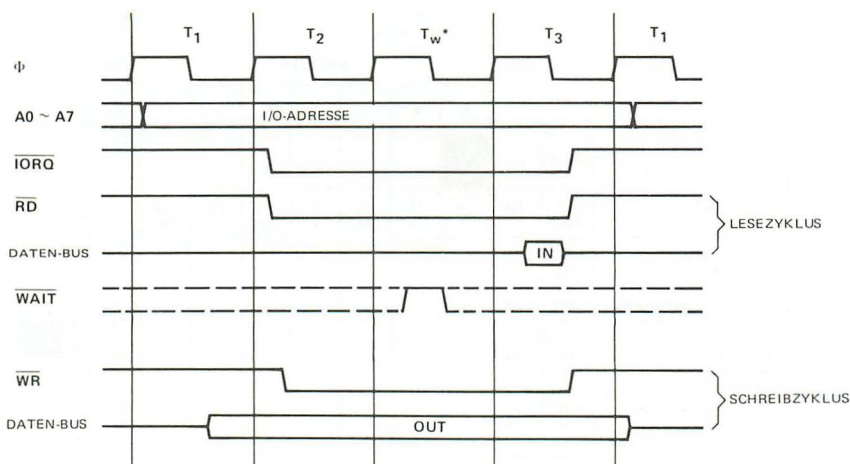 T1 T2 Tw* T3 T1
Φ
A0 ~ A7 I/O-ADRESSE
IORQ
RD
LESEZYKLUS
DATEN-BUS IN
WAIT
WR
SCHREIBZYKLUS
DATEN-BUS OUT